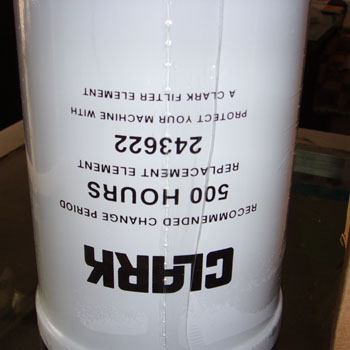 CLARK
RECOMMENDED CHANGE PERIOD
500 HOURS
REPLACEMENT ELEMENT
243622
PROTECT YOUR MACHINE WITH
A CLARK FILTER ELEMENT